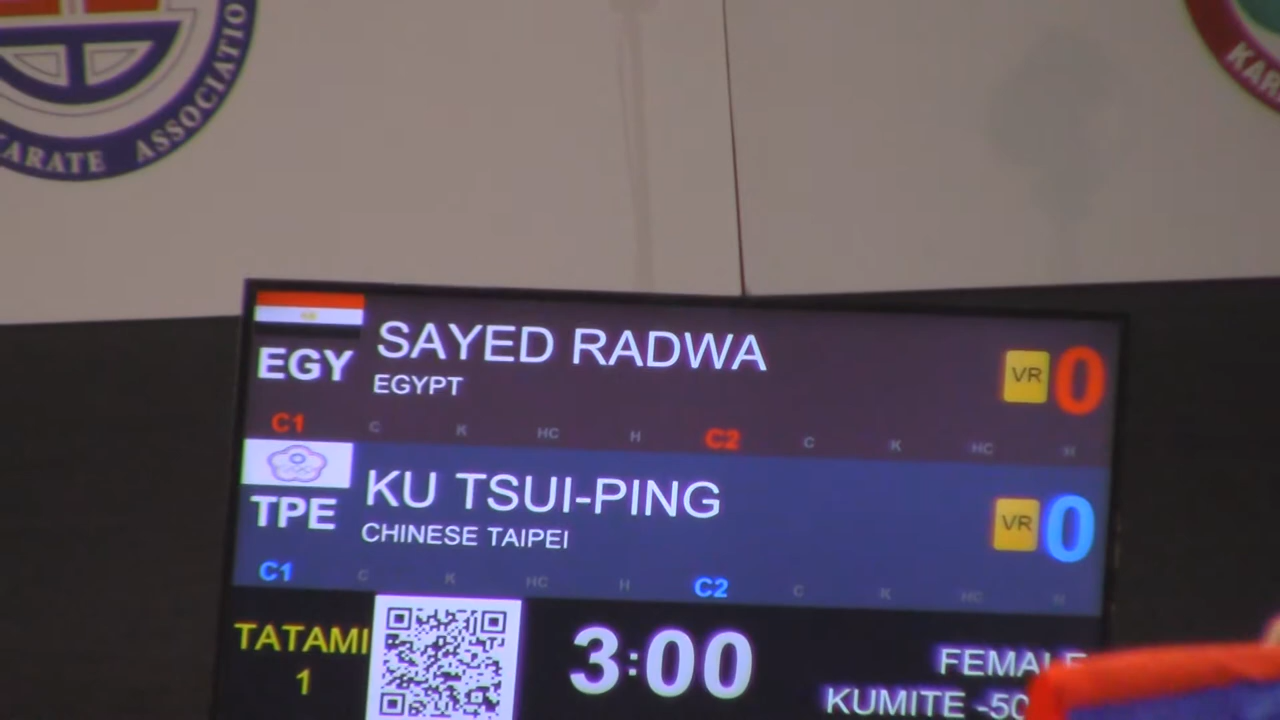 KARATE ASSOCIATIO
KAR
SAYED RADWA
EGY
EGYPT
VR 0
C1 C K HC H C2 C K HC H
KU TSUI-PING
TPE
CHINESE TAIPEI
VR 0
C1 C K HC H C2 C K HC H
TATAMI
1
3:00
FEMALE
KUMITE -50